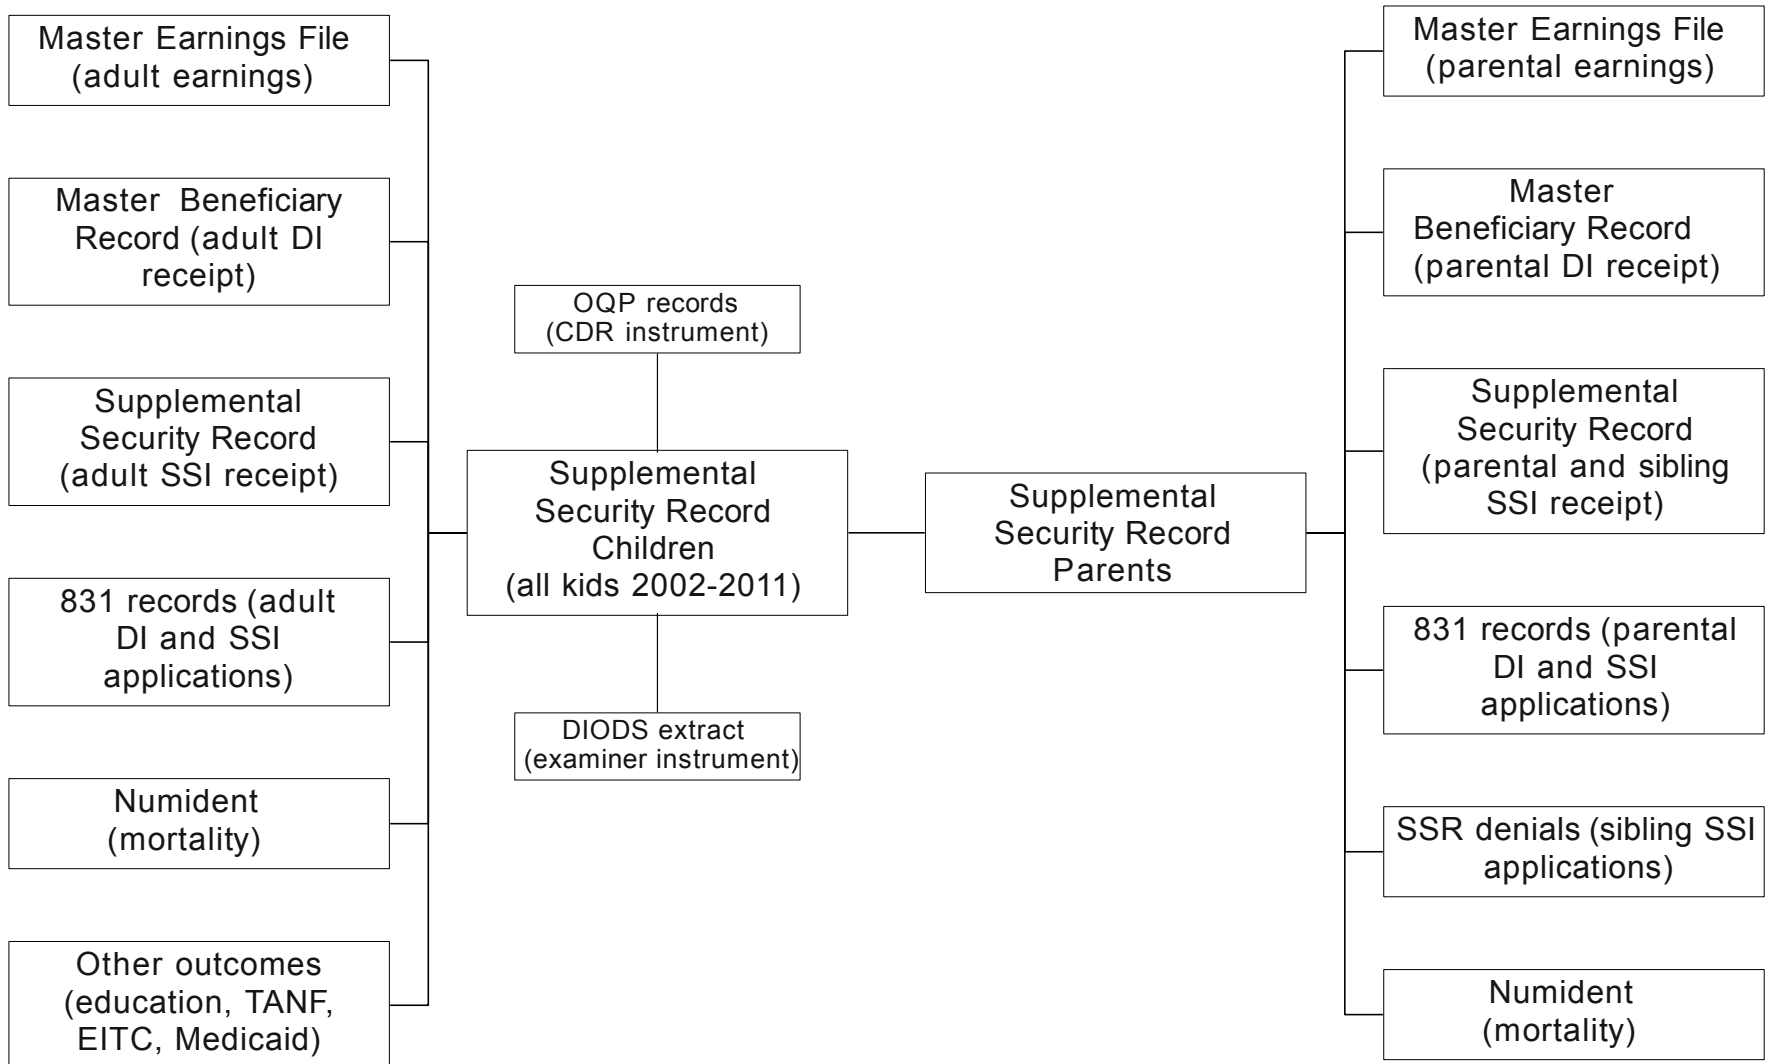 Master Earnings File
(adult earnings)
Master Beneficiary
Record (adult DI
receipt)
Supplemental
Security Record
(adult SSI receipt)
831 records (adult
DI and SSI
applications)
Numident
(mortality)
Other outcomes
(education, TANF,
EITC, Medicaid)
OQP records
(CDR instrument)
Supplemental
Security Record
Children
(all kids 2002-2011)
DIODS extract
(examiner instrument)
Supplemental
Security Record
Parents
Master Earnings File
(parental earnings)
Master
Beneficiary Record
(parental DI receipt)
Supplemental
Security Record
(parental and sibling
SSI receipt)
831 records (parental
DI and SSI
applications)
SSR denials (sibling SSI
applications)
Numident
(mortality)